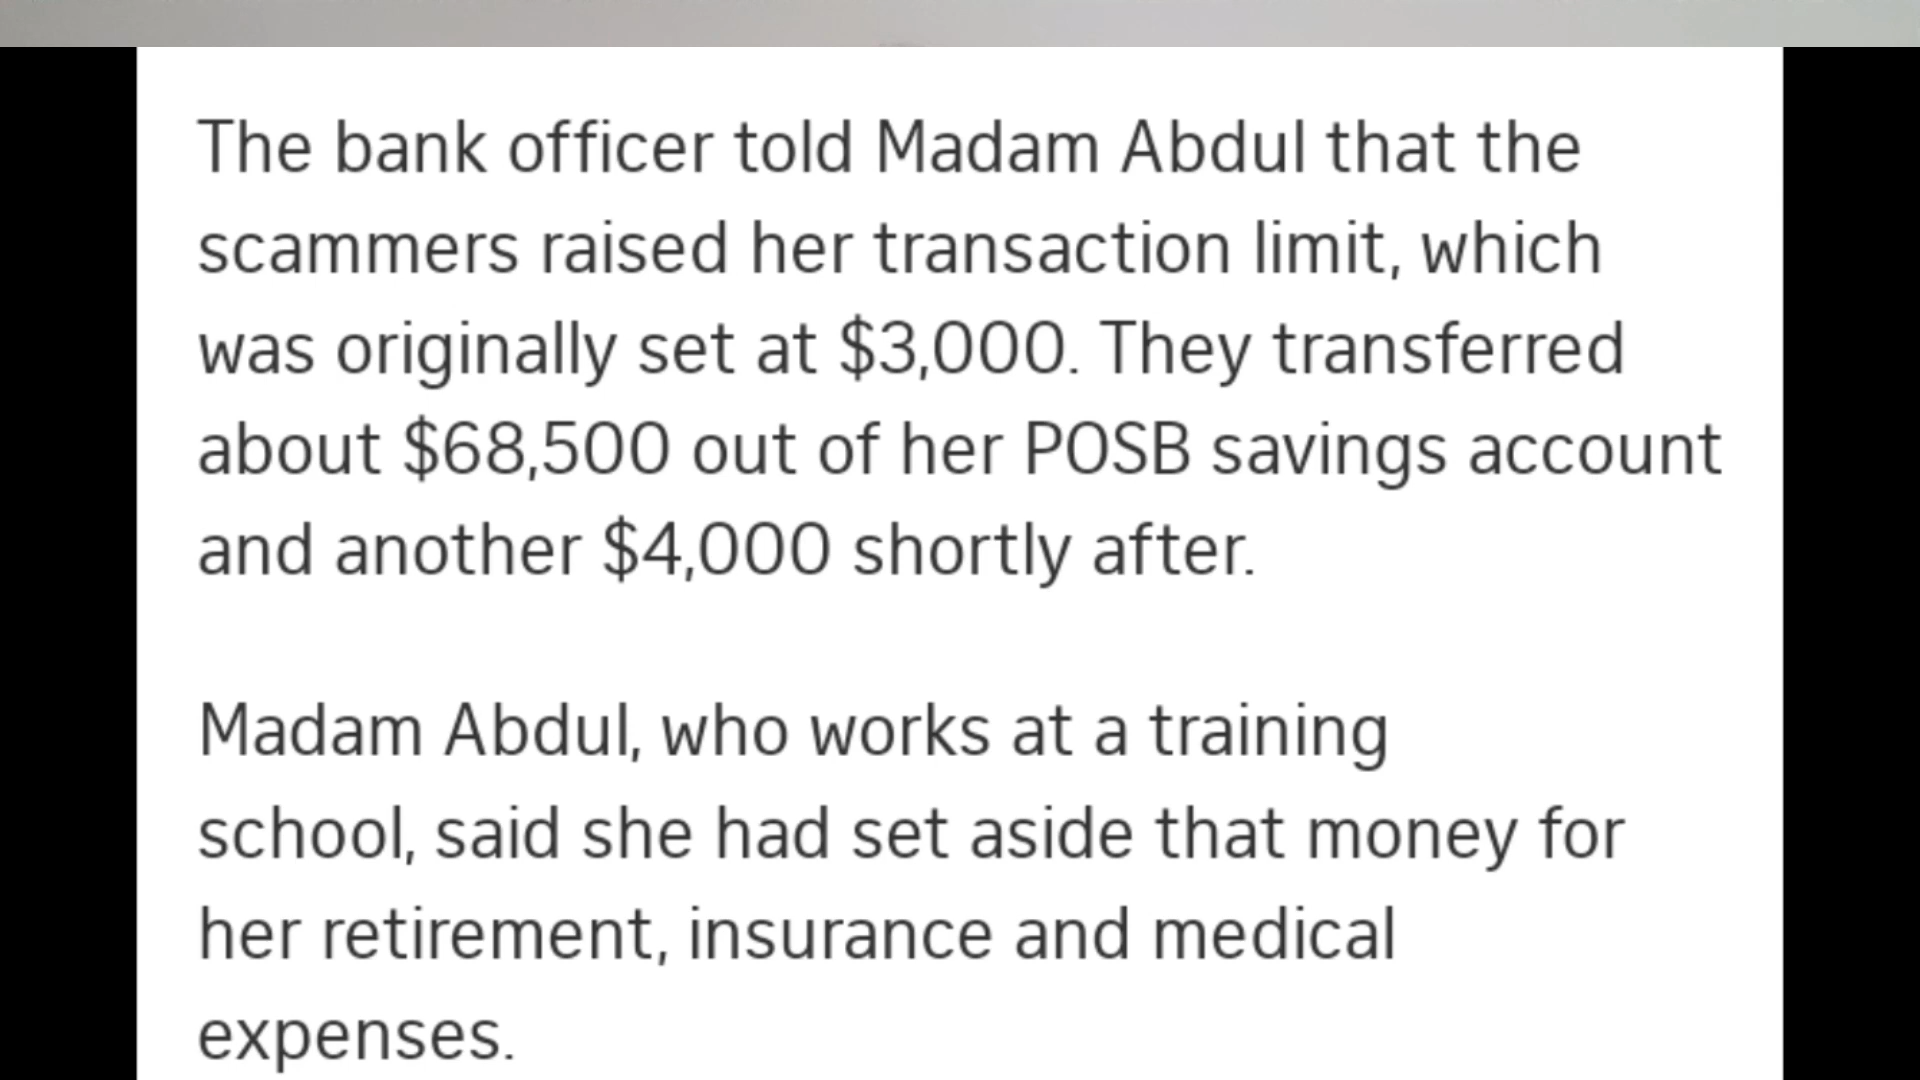 The bank officer told Madam Abdul that the
scammers raised her transaction limit, which
was originally set at $3,000. They transferred
about $68,500 out of her POSB savings account
and another $4,000 shortly after.
Madam Abdul, who works at a training
school, said she had set aside that money for
her retirement, insurance and medical
expenses.